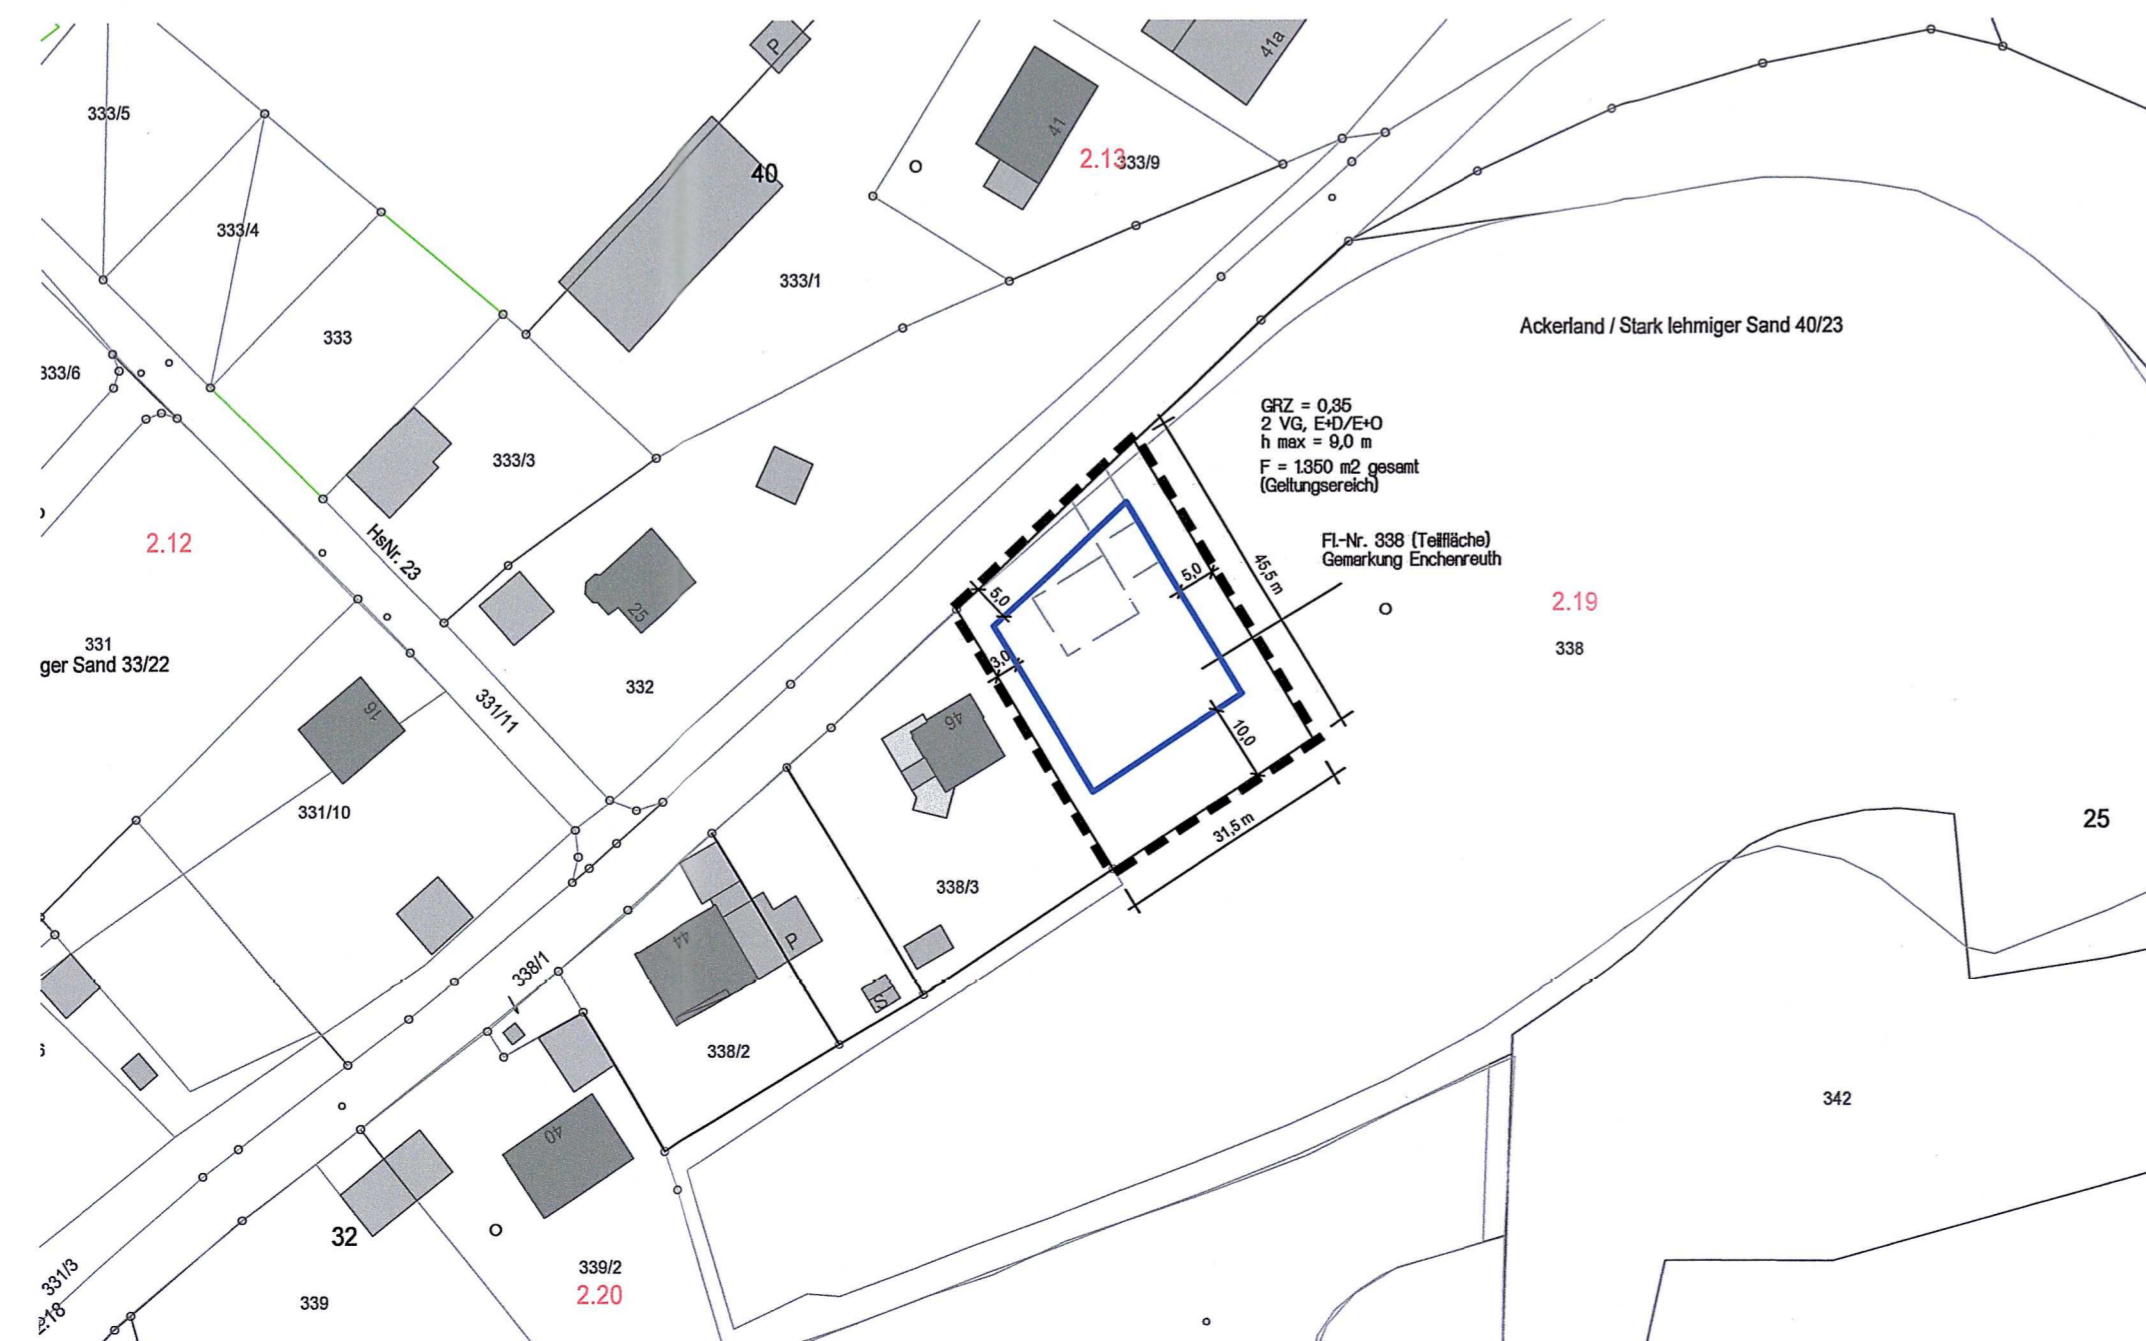 P
41a
333/5
41
2.13
333/9
40
333/4
333/1
333
Ackerland / Stark lehmiger Sand 40/23
333/6
GRZ = 0,35
2 VG, E+D/E+O
h max = 9,0 m
F = 1.350 m2 gesamt
(Geltungsereich)
333/3
2.12
HsNr. 23
Fl.-Nr. 338 (Teilfläche)
Gemarkung Enchenreuth
45,5 m
5,0
5,0
2.19
25
331
ger Sand 33/22
338
3,0
332
16
331/11
46
10,0
331/10
25
31,5 m
338/3
44
P
338/1
S
338/2
342
40
32
339/2
331/3
2.20
339
2.18